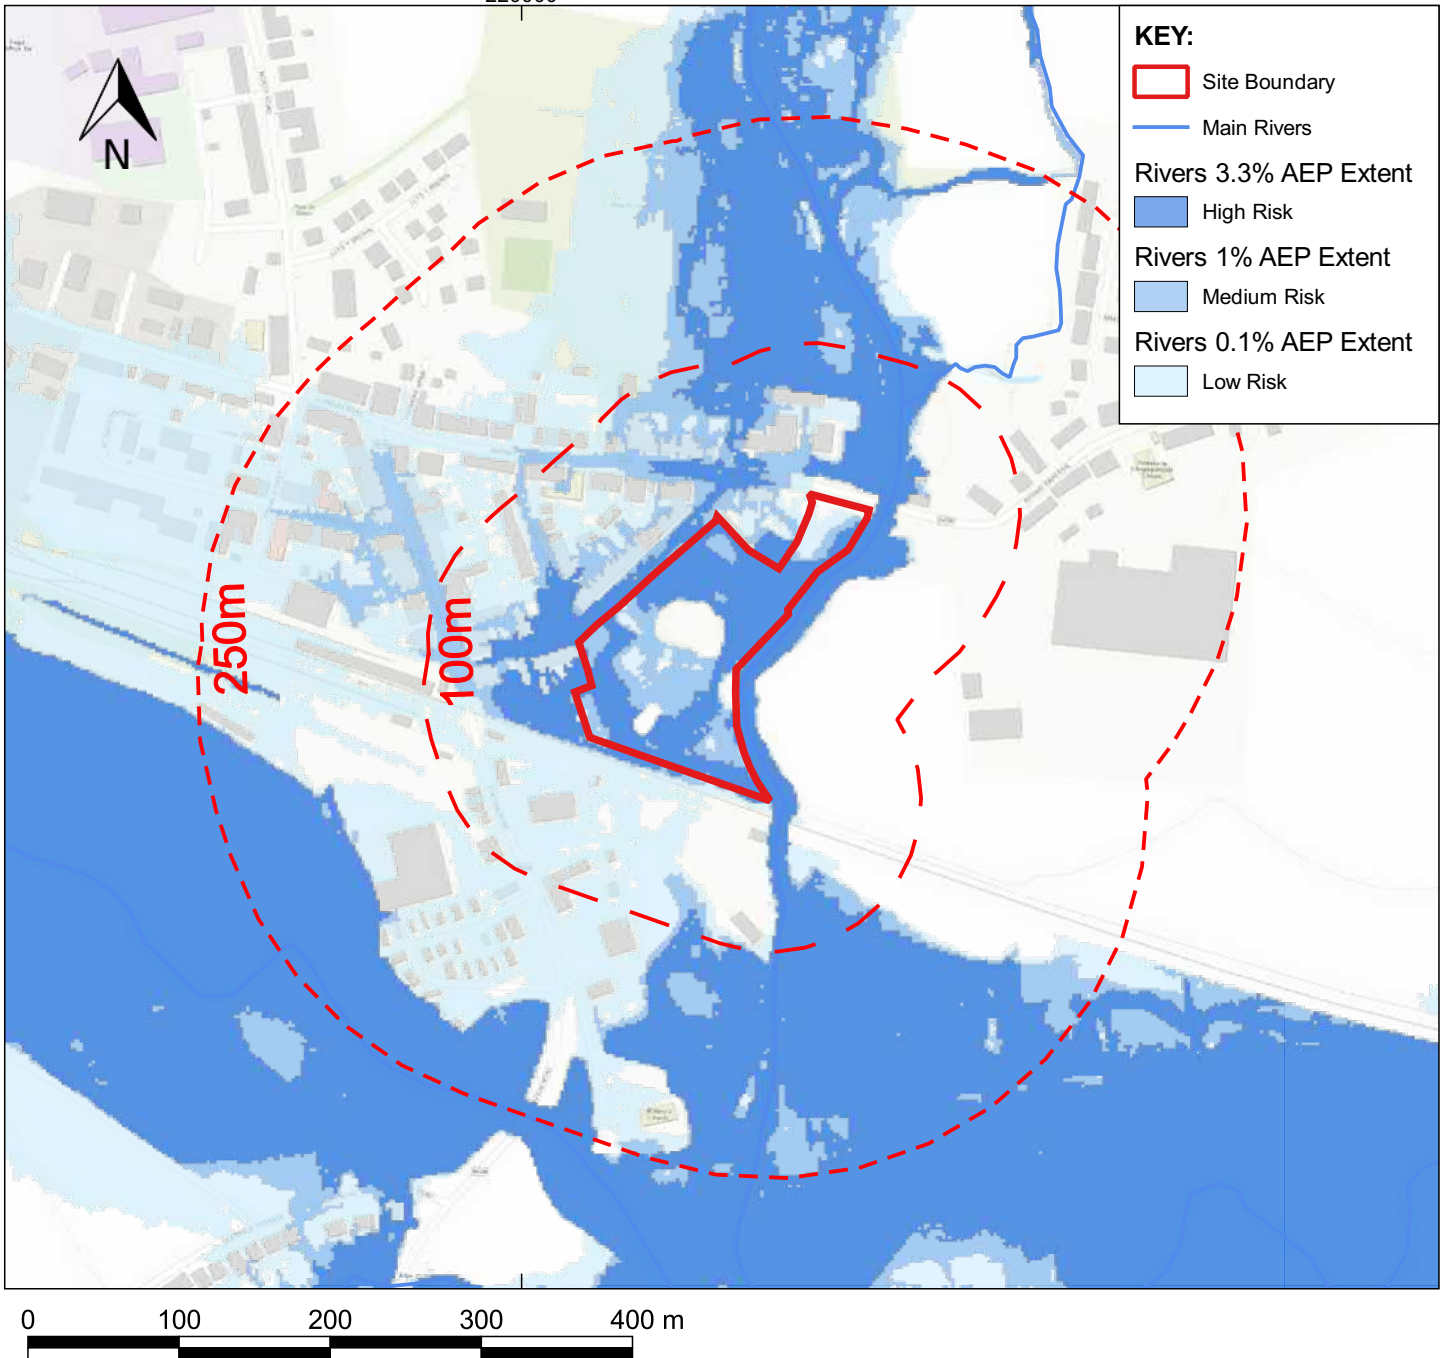 220000
KEY:
Site Boundary
Main Rivers
Rivers 3.3% AEP Extent
High Risk
Rivers 1% AEP Extent
Medium Risk
Rivers 0.1% AEP Extent
Low Risk
N
250m
100m
0 100 200 300 400 m